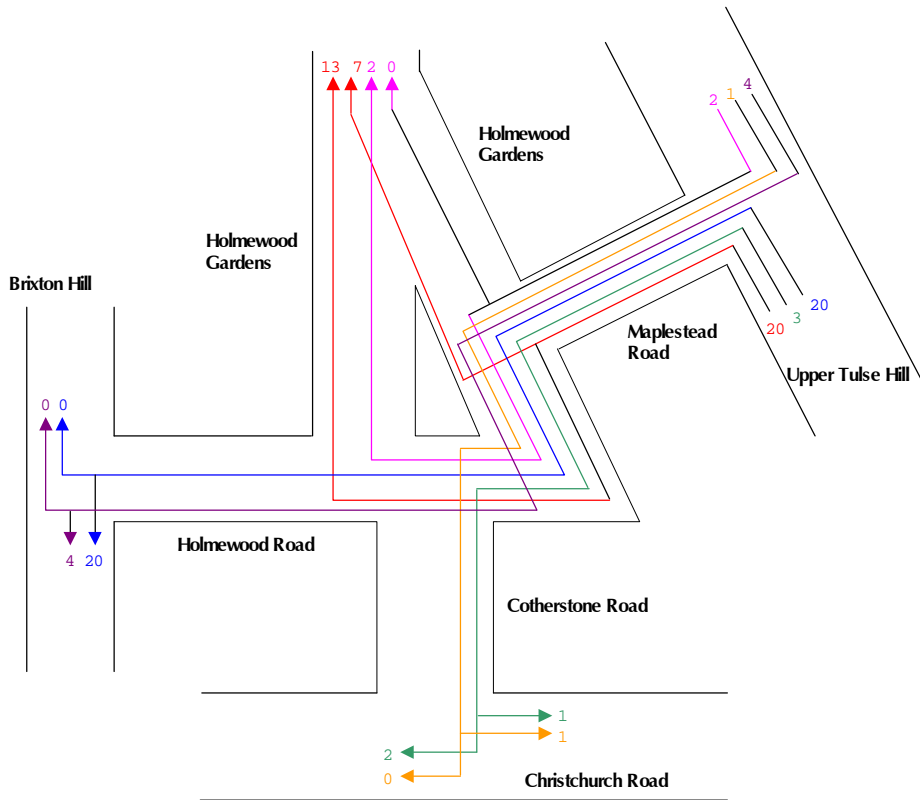 13 7 2 0
4
1
2
Holmewood
Gardens
Holmewood
Gardens
Brixton Hill
20
3
20
Maplestead
Road
Upper Tulse Hill
0 0
Holmewood Road
4 20
Cotherstone Road
1
1
2
0
Christchurch Road